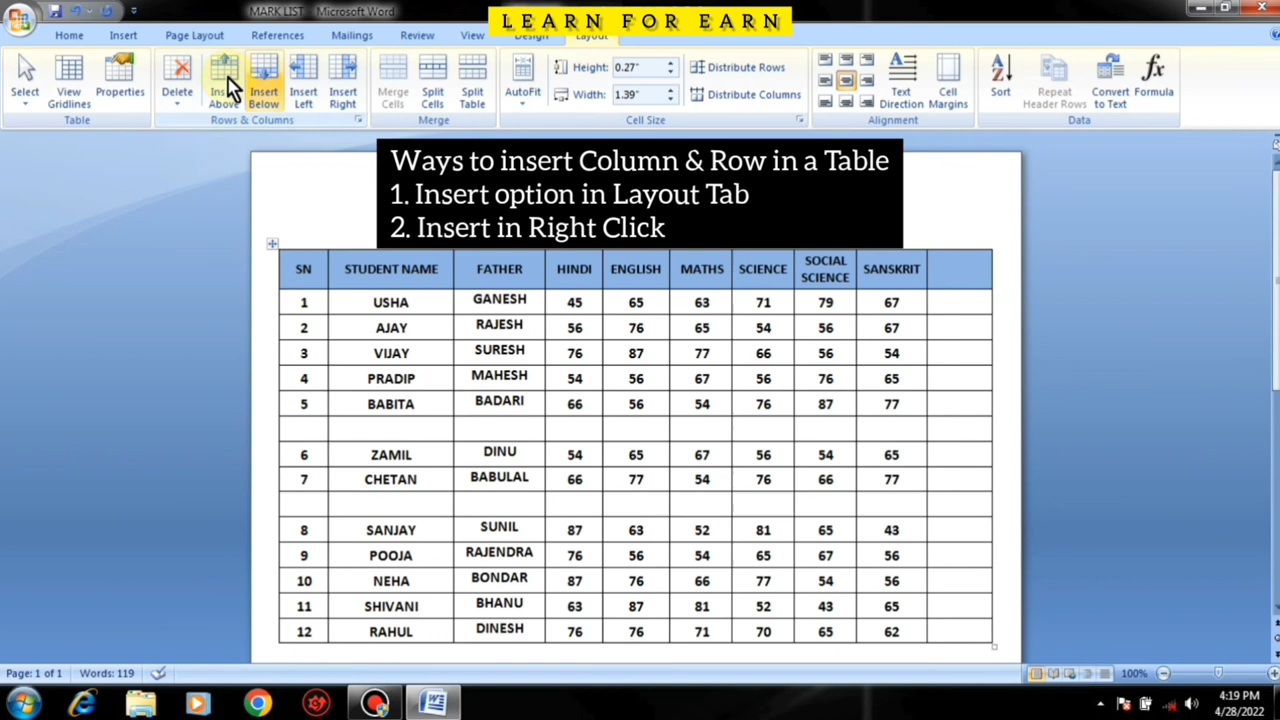 MARK LIST - Microsoft Word
LEARN FOR EARN
Home Insert Page Layout References Mailings Review View Design Layout
Select View Gridlines Properties Delete Insert Above Insert Below Insert Left Insert Right Merge Cells Split Cells Split Table AutoFit
Height: 0.27" Distribute Rows
Width: 1.39" Distribute Columns
Text Direction Cell Margins Sort Repeat Header Rows Convert to Text Formula
Table Rows & Columns Merge Cell Size Alignment Data
Ways to insert Column & Row in a Table
1. Insert option in Layout Tab
2. Insert in Right Click
SN STUDENT NAME FATHER HINDI ENGLISH MATHS SCIENCE SOCIAL SCIENCE SANSKRIT
1 USHA GANESH 45 65 63 71 79 67
2 AJAY RAJESH 56 76 65 54 56 67
3 VIJAY SURESH 76 87 77 66 56 54
4 PRADIP MAHESH 54 56 67 56 76 65
5 BABITA BADARI 66 56 54 76 87 77
6 ZAMIL DINU 54 65 67 56 54 65
7 CHETAN BABULAL 66 77 54 76 66 77
8 SANJAY SUNIL 87 63 52 81 65 43
9 POOJA RAJENDRA 76 56 54 65 67 56
10 NEHA BONDAR 87 76 66 77 54 56
11 SHIVANI BHANU 63 87 81 52 43 65
12 RAHUL DINESH 76 76 71 70 65 62
Page: 1 of 1 Words: 119 100%
4:19 PM
4/28/2022